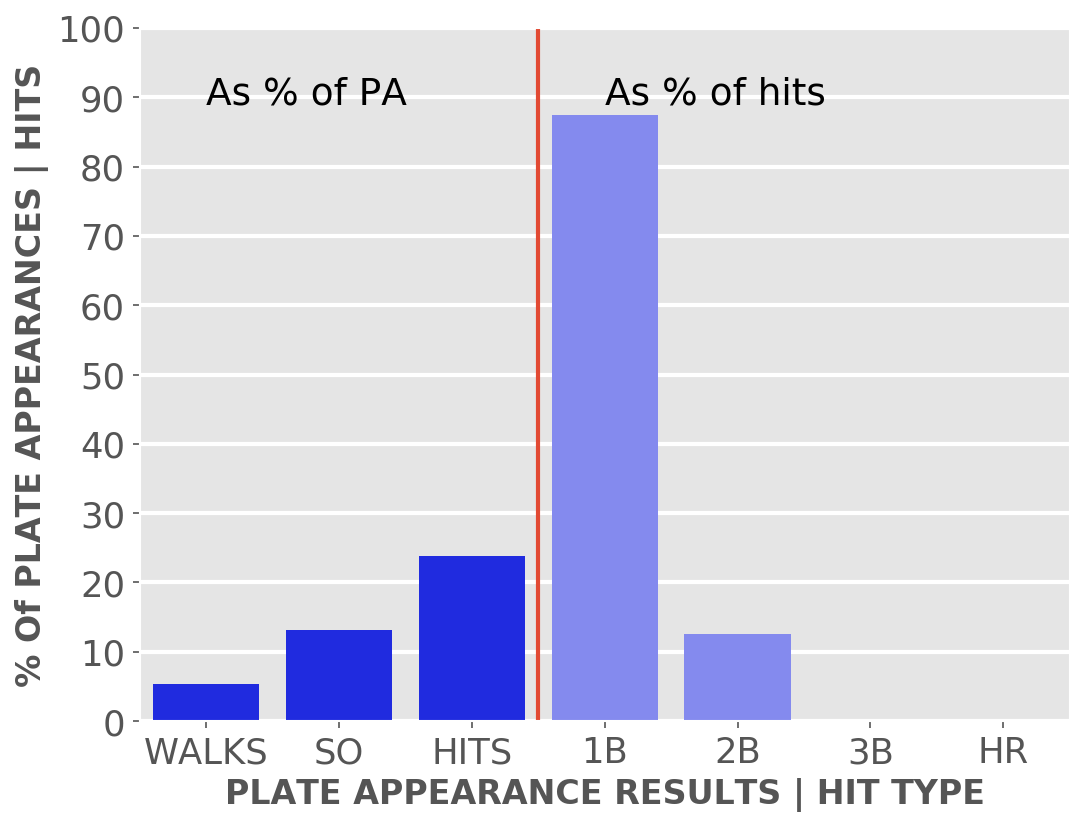 % Of PLATE APPEARANCES | HITS
100
90
80
70
60
50
40
30
20
10
0
As % of PA
As % of hits
WALKS SO HITS 1B 2B 3B HR
PLATE APPEARANCE RESULTS | HIT TYPE